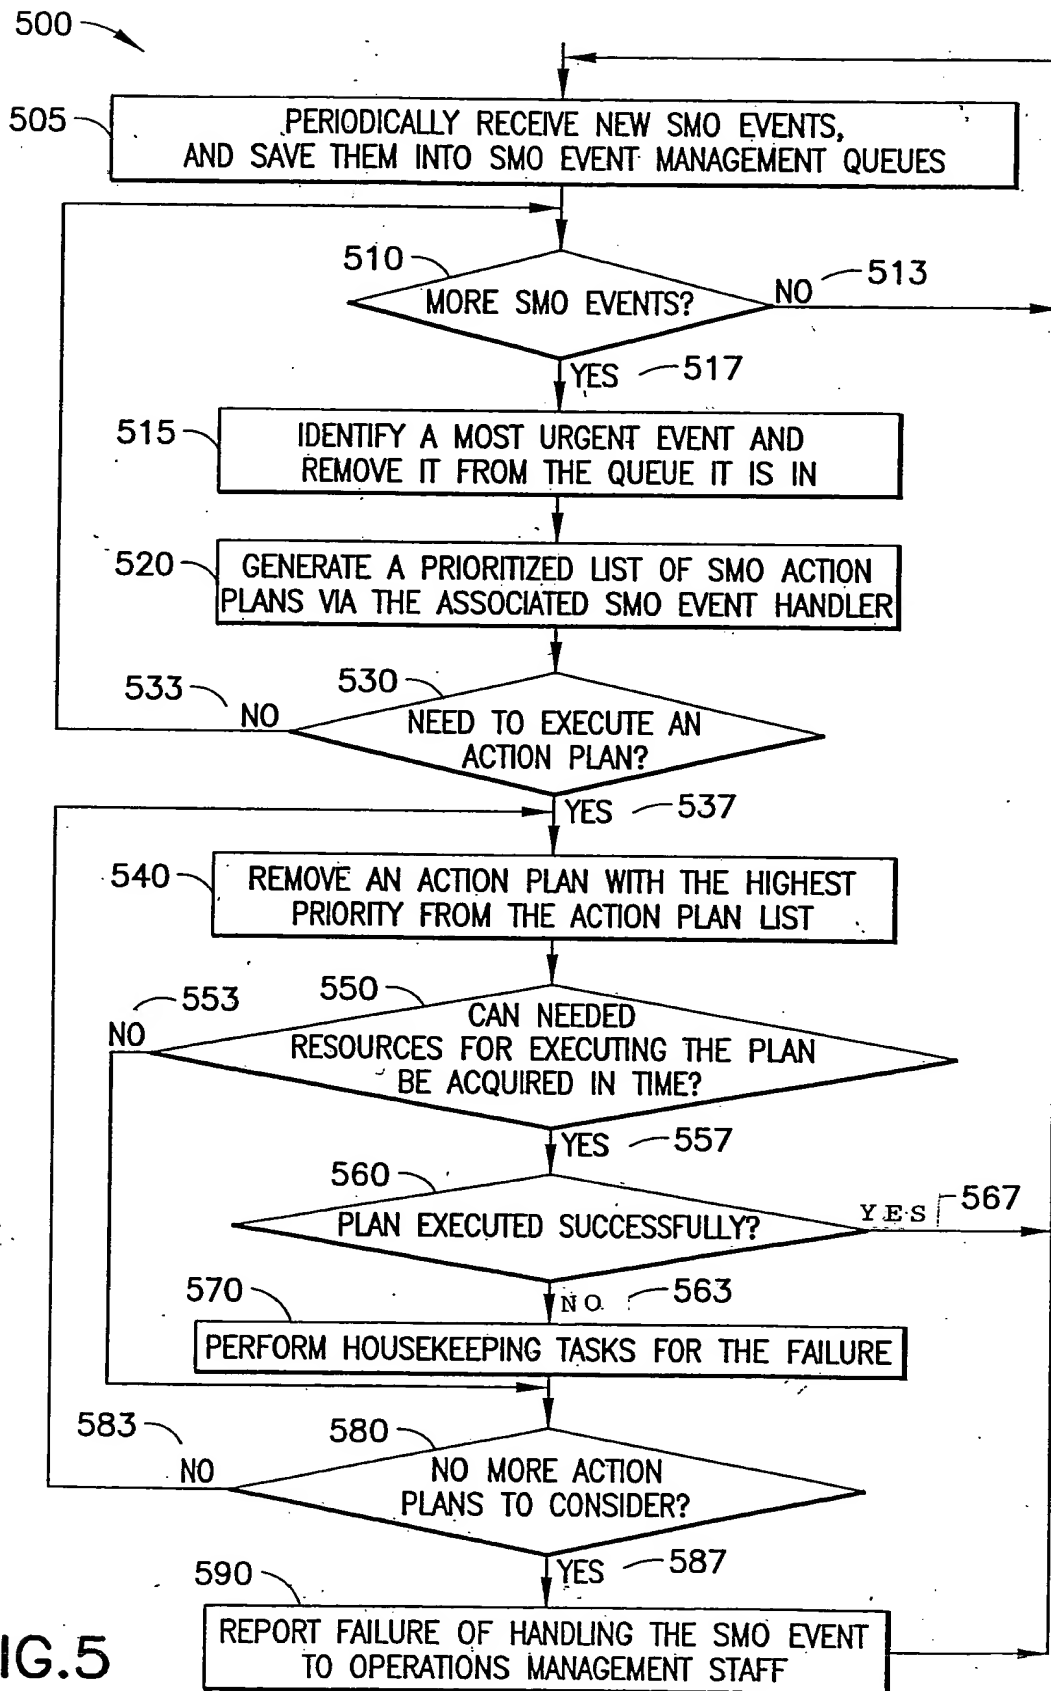 500
505
PERIODICALLY RECEIVE NEW SMO EVENTS,
AND SAVE THEM INTO SMO EVENT MANAGEMENT QUEUES
510
MORE SMO EVENTS?
NO
513
YES
517
515
IDENTIFY A MOST URGENT EVENT AND
REMOVE IT FROM THE QUEUE IT IS IN
520
GENERATE A PRIORITIZED LIST OF SMO ACTION
PLANS VIA THE ASSOCIATED SMO EVENT HANDLER
533
NO
530
NEED TO EXECUTE AN
ACTION PLAN?
YES
537
540
REMOVE AN ACTION PLAN WITH THE HIGHEST
PRIORITY FROM THE ACTION PLAN LIST
553
NO
550
CAN NEEDED
RESOURCES FOR EXECUTING THE PLAN
BE ACQUIRED IN TIME?
YES
557
560
PLAN EXECUTED SUCCESSFULLY?
YES
567
NO
563
570
PERFORM HOUSEKEEPING TASKS FOR THE FAILURE
583
NO
580
NO MORE ACTION
PLANS TO CONSIDER?
YES
587
590
REPORT FAILURE OF HANDLING THE SMO EVENT
TO OPERATIONS MANAGEMENT STAFF
IG.5